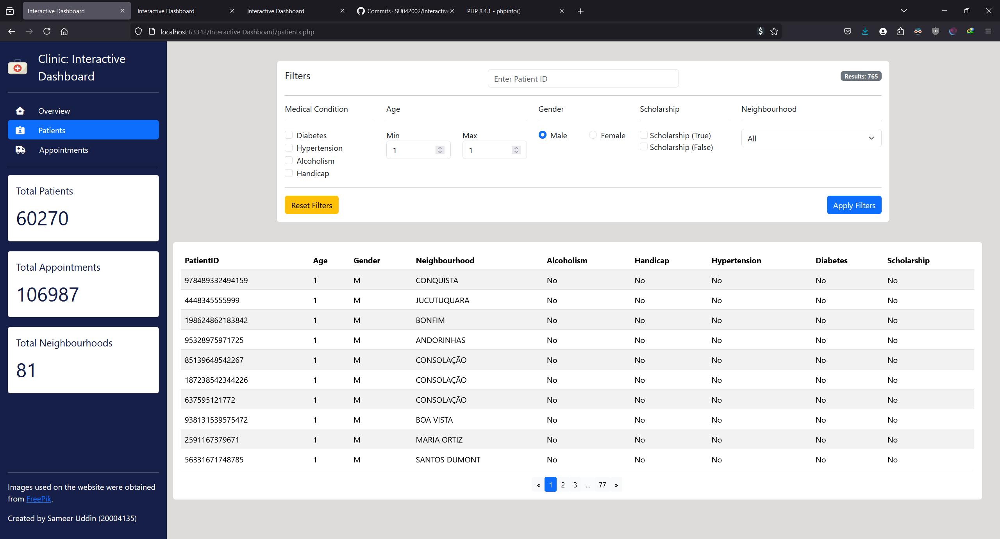 Interactive Dashboard
Interactive Dashboard
Interactive Dashboard
Commits · SU042002/Interactive
PHP 8.4.1 - phpinfo()
localhost:63342/Interactive Dashboard/patients.php
Clinic: Interactive
Dashboard
Overview
Patients
Appointments
Total Patients
60270
Total Appointments
106987
Total Neighbourhoods
81
Images used on the website were obtained
from FreePik.
Created by Sameer Uddin (20004135)
Filters
Enter Patient ID
Results: 765
Medical Condition Age Gender Scholarship Neighbourhood
Diabetes
Hypertension
Alcoholism
Handicap
Min Max
1 1
Male Female
Scholarship (True)
Scholarship (False)
All
Reset Filters
Apply Filters
PatientID Age Gender Neighbourhood Alcoholism Handicap Hypertension Diabetes Scholarship
978489332494159 1 M CONQUISTA No No No No No
4448345555999 1 M JUCUTUQUARA No No No No No
198624862183842 1 M BONFIM No No No No No
95328975971725 1 M ANDORINHAS No No No No No
85139648542267 1 M CONSOLAÇÃO No No No No No
187238542344226 1 M CONSOLAÇÃO No No No No No
637595121772 1 M CONSOLAÇÃO No No No No No
938131539575472 1 M BOA VISTA No No No No No
2591167379671 1 M MARIA ORTIZ No No No No No
56331671748785 1 M SANTOS DUMONT No No No No No
« 1 2 3 ... 77 »